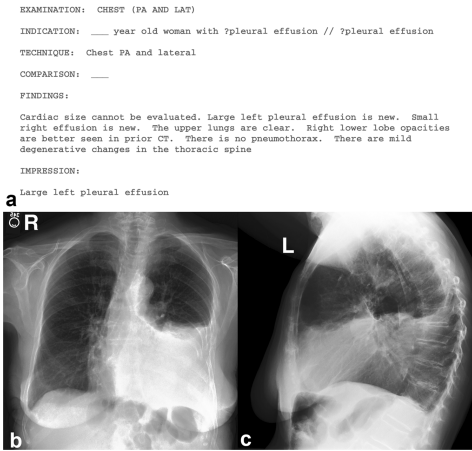 EXAMINATION: CHEST (PA AND LAT)
INDICATION: ___ year old woman with ?pleural effusion // ?pleural effusion
TECHNIQUE: Chest PA and lateral
COMPARISON: ___
FINDINGS:
Cardiac size cannot be evaluated. Large left pleural effusion is new. Small
right effusion is new. The upper lungs are clear. Right lower lobe opacities
are better seen in prior CT. There is no pneumothorax. There are mild
degenerative changes in the thoracic spine
IMPRESSION:
Large left pleural effusion
a
R
L
b
c